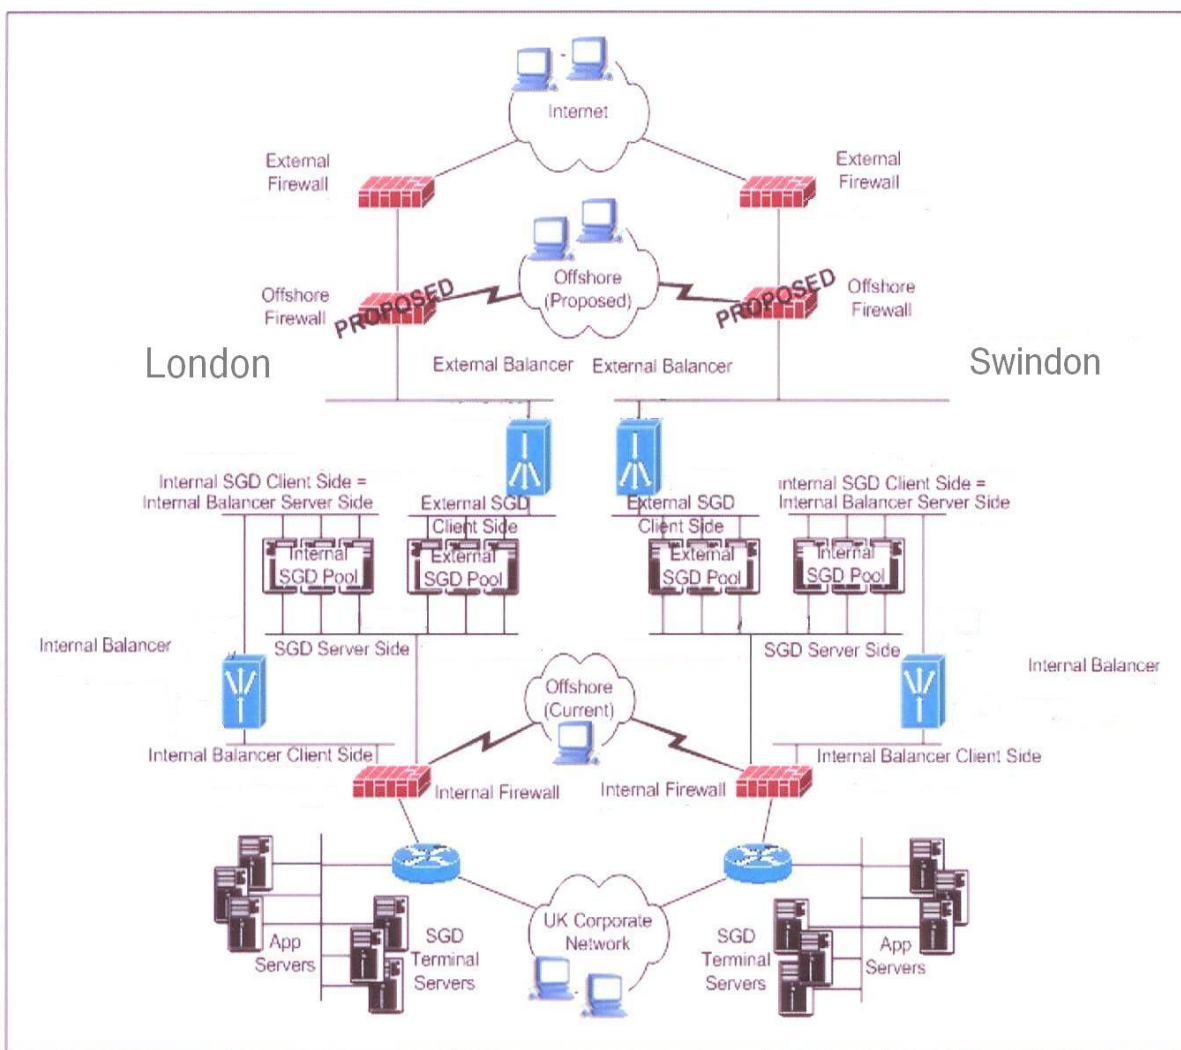 Internet
External
Firewall
External
Firewall
Offshore
(Proposed)
Offshore
Firewall
PROPOSED
PROPOSED
Offshore
Firewall
London
External Balancer
External Balancer
Swindon
Internal SGD Client Side =
Internal Balancer Server Side
External SGD
Client Side
External SGD
Client Side
Internal SGD Client Side =
Internal Balancer Server Side
Internal
SGD Pool
External
SGD Pool
External
SGD Pool
Internal
SGD Pool
Internal Balancer
SGD Server Side
SGD Server Side
Internal Balancer
Offshore
(Current)
Internal Balancer Client Side
Internal Balancer Client Side
Internal Firewall
Internal Firewall
UK Corporate
Network
App
Servers
SGD
Terminal
Servers
SGD
Terminal
Servers
App
Servers